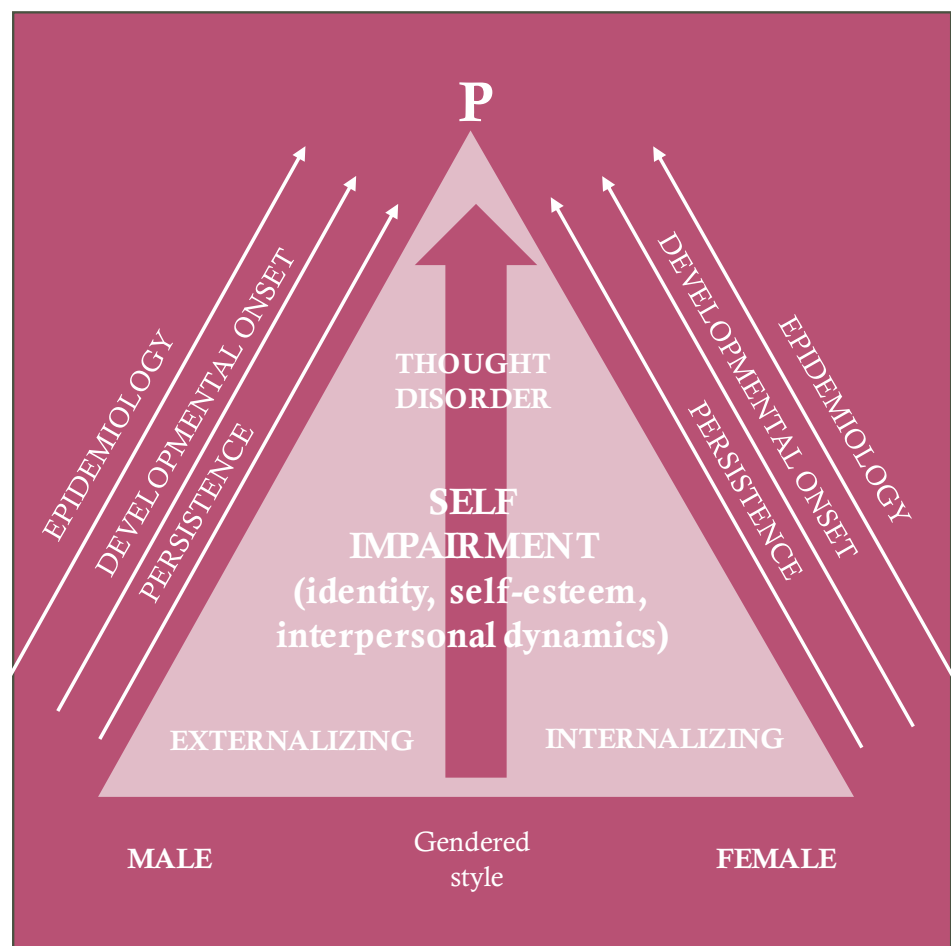 P
EPIDEMIOLOGY
DEVELOPMENTAL ONSET
PERSISTENCE
THOUGHT
DISORDER
SELF
IMPAIRMENT
(identity, self-esteem,
interpersonal dynamics)
EXTERNALIZING
INTERNALIZING
PERSISTENCE
DEVELOPMENTAL ONSET
EPIDEMIOLOGY
MALE
Gendered
style
FEMALE